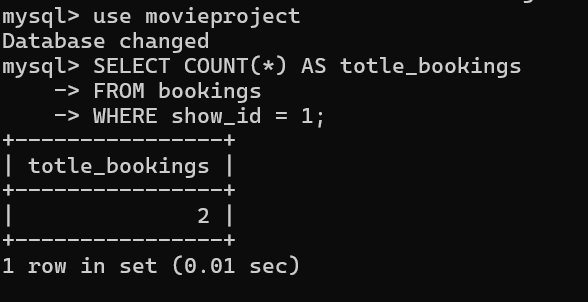 mysql> use movieproject
Database changed
mysql> SELECT COUNT(*) AS totle_bookings
    -> FROM bookings
    -> WHERE show_id = 1;
+----------------+
| totle_bookings |
+----------------+
|              2 |
+----------------+
1 row in set (0.01 sec)